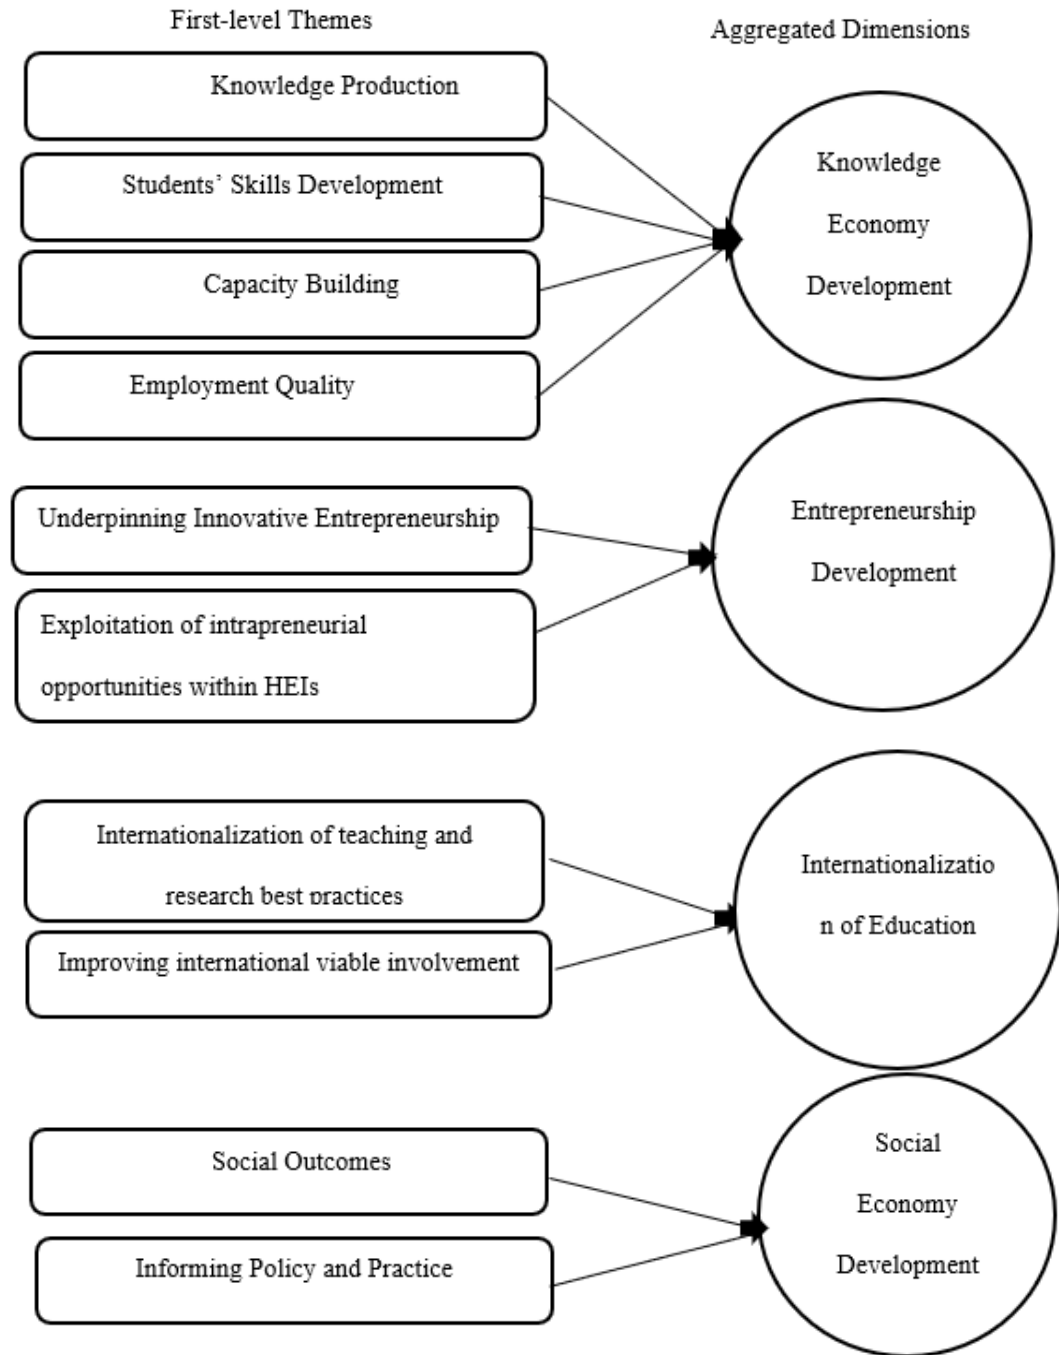 First-level Themes
Aggregated Dimensions
Knowledge Production
Students’ Skills Development
Capacity Building
Employment Quality
Knowledge
Economy
Development
Underpinning Innovative Entrepreneurship
Exploitation of intrapreneurial
opportunities within HEIs
Entrepreneurship
Development
Internationalization of teaching and
research best practices
Improving international viable involvement
Internationalizatio
n of Education
Social Outcomes
Informing Policy and Practice
Social
Economy
Development